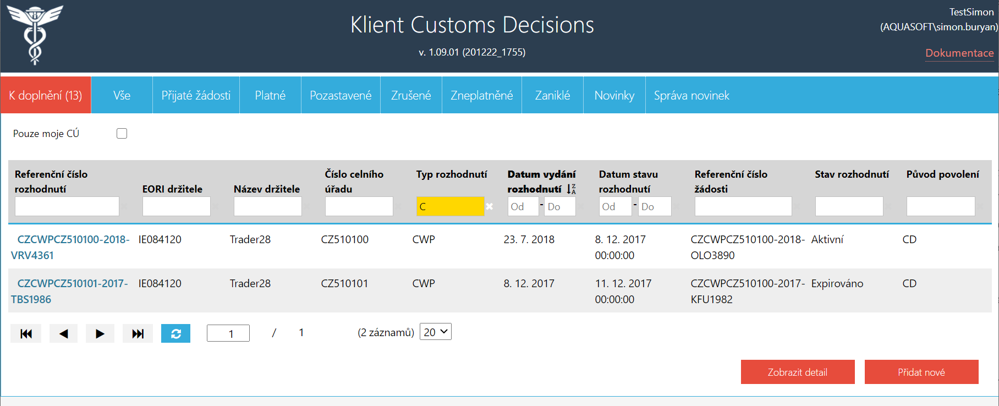 TestSimon
Klient Customs Decisions
(AQUASOFT\simon.buryan)
v. 1.09.01 (201222_1755)
Dokumentace
K doplnění (13) Vše Přijaté žádosti Platné Pozastavené Zrušené Zneplatněné Zaniklé Novinky Správa novinek
Pouze moje CÚ
Referenční číslo rozhodnutí
EORI držitele
Název držitele
Číslo celního úřadu
Typ rozhodnutí
Datum vydání rozhodnutí
Datum stavu rozhodnutí
Referenční číslo žádosti
Stav rozhodnutí
Původ povolení
C
Od - Do
Od - Do
CZCWPCZ510100-2018-VRV4361 IE084120 Trader28 CZ510100 CWP 23. 7. 2018 8. 12. 2017 00:00:00 CZCWPCZ510100-2018-OLO3890 Aktivní CD
CZCWPCZ510101-2017-TBS1986 IE084120 Trader28 CZ510101 CWP 8. 12. 2017 11. 12. 2017 00:00:00 CZCWPCZ510100-2017-KFU1982 Expirováno CD
1 / 1 (2 záznamů) 20
Zobrazit detail Přidat nové